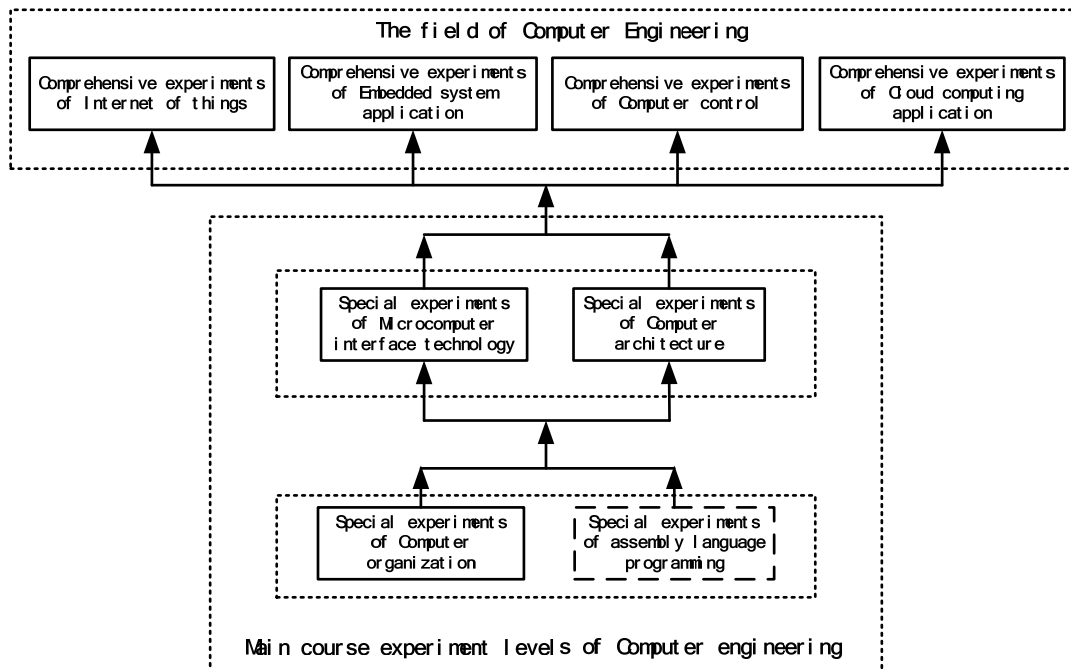 The field of Computer Engineering
Comprehensive experiments
of Internet of things
Comprehensive experiments
of Embedded system
application
Comprehensive experiments
of Computer control
Comprehensive experiments
of Cloud computing
application
Special experiments
of Microcomputer
interface technology
Special experiments
of Computer
architecture
Special experiments
of Computer
organization
Special experiments
of assembly language
programming
Main course experiment levels of Computer engineering